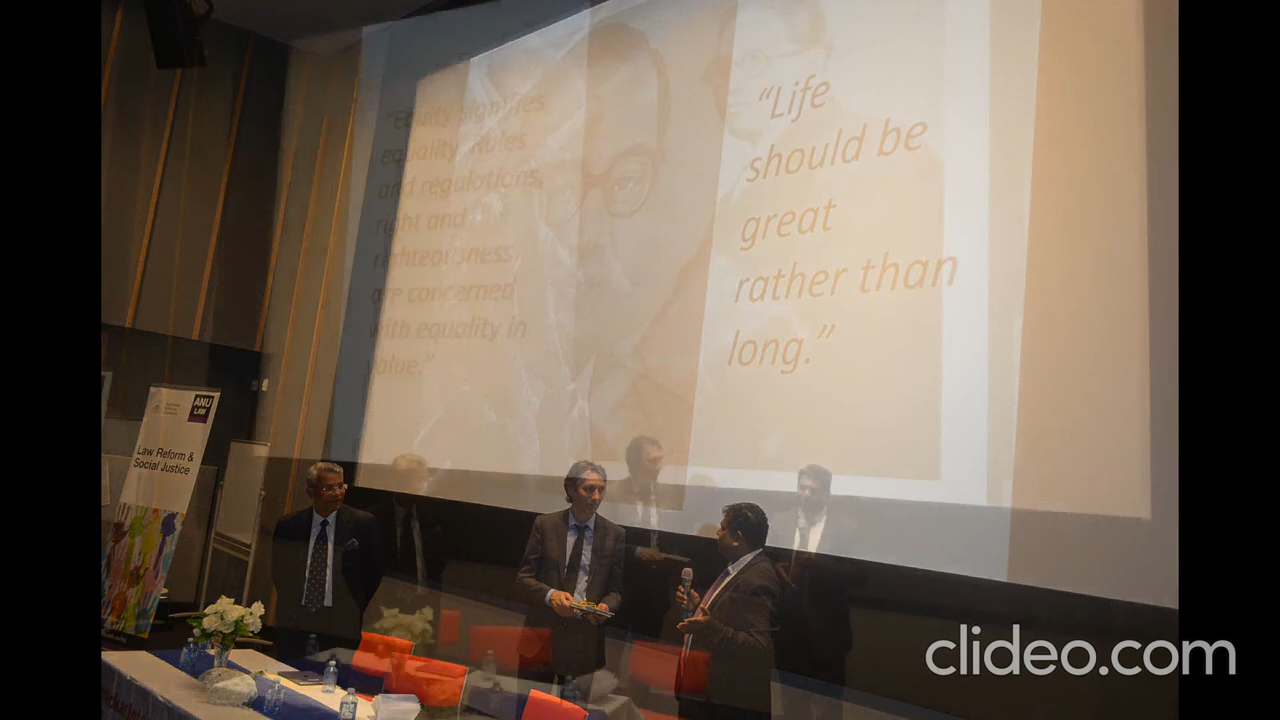 "Equity signifies
equality. Rules
and regulations,
right and
righteousness
are concerned
with equality in
value."
"Life
should be
great
rather than
long."
ANU
LAW
Law Reform &
Social Justice
clideo.com